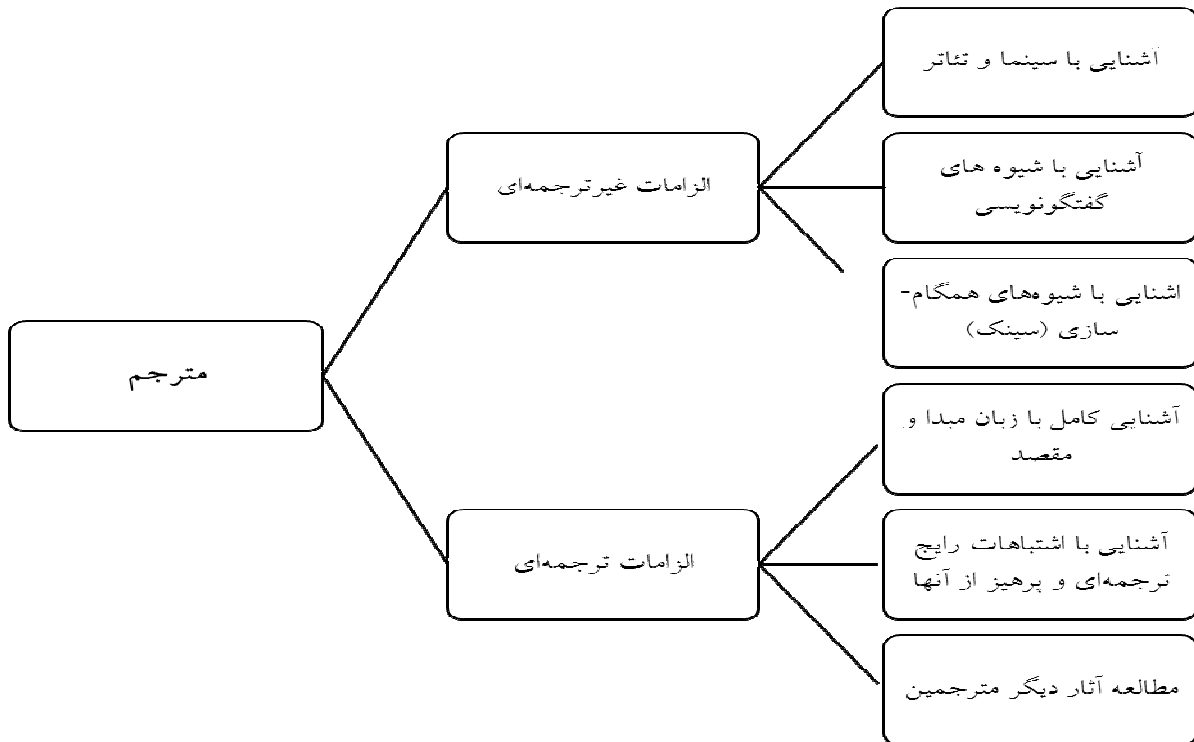 آشنایی با سینما و تئاتر
الزامات غیرترجمه‌ای
آشنایی با شیوه های
گفتگونویسی
اشنایی با شیوه‌های همگام-
سازی (سینک)
مترجم
آشنایی کامل با زبان مبدا و
مقصد
الزامات ترجمه‌ای
آشنایی با اشتباهات رایج
ترجمه‌ای و پرهیز از آنها
مطالعه آثار دیگر مترجمین